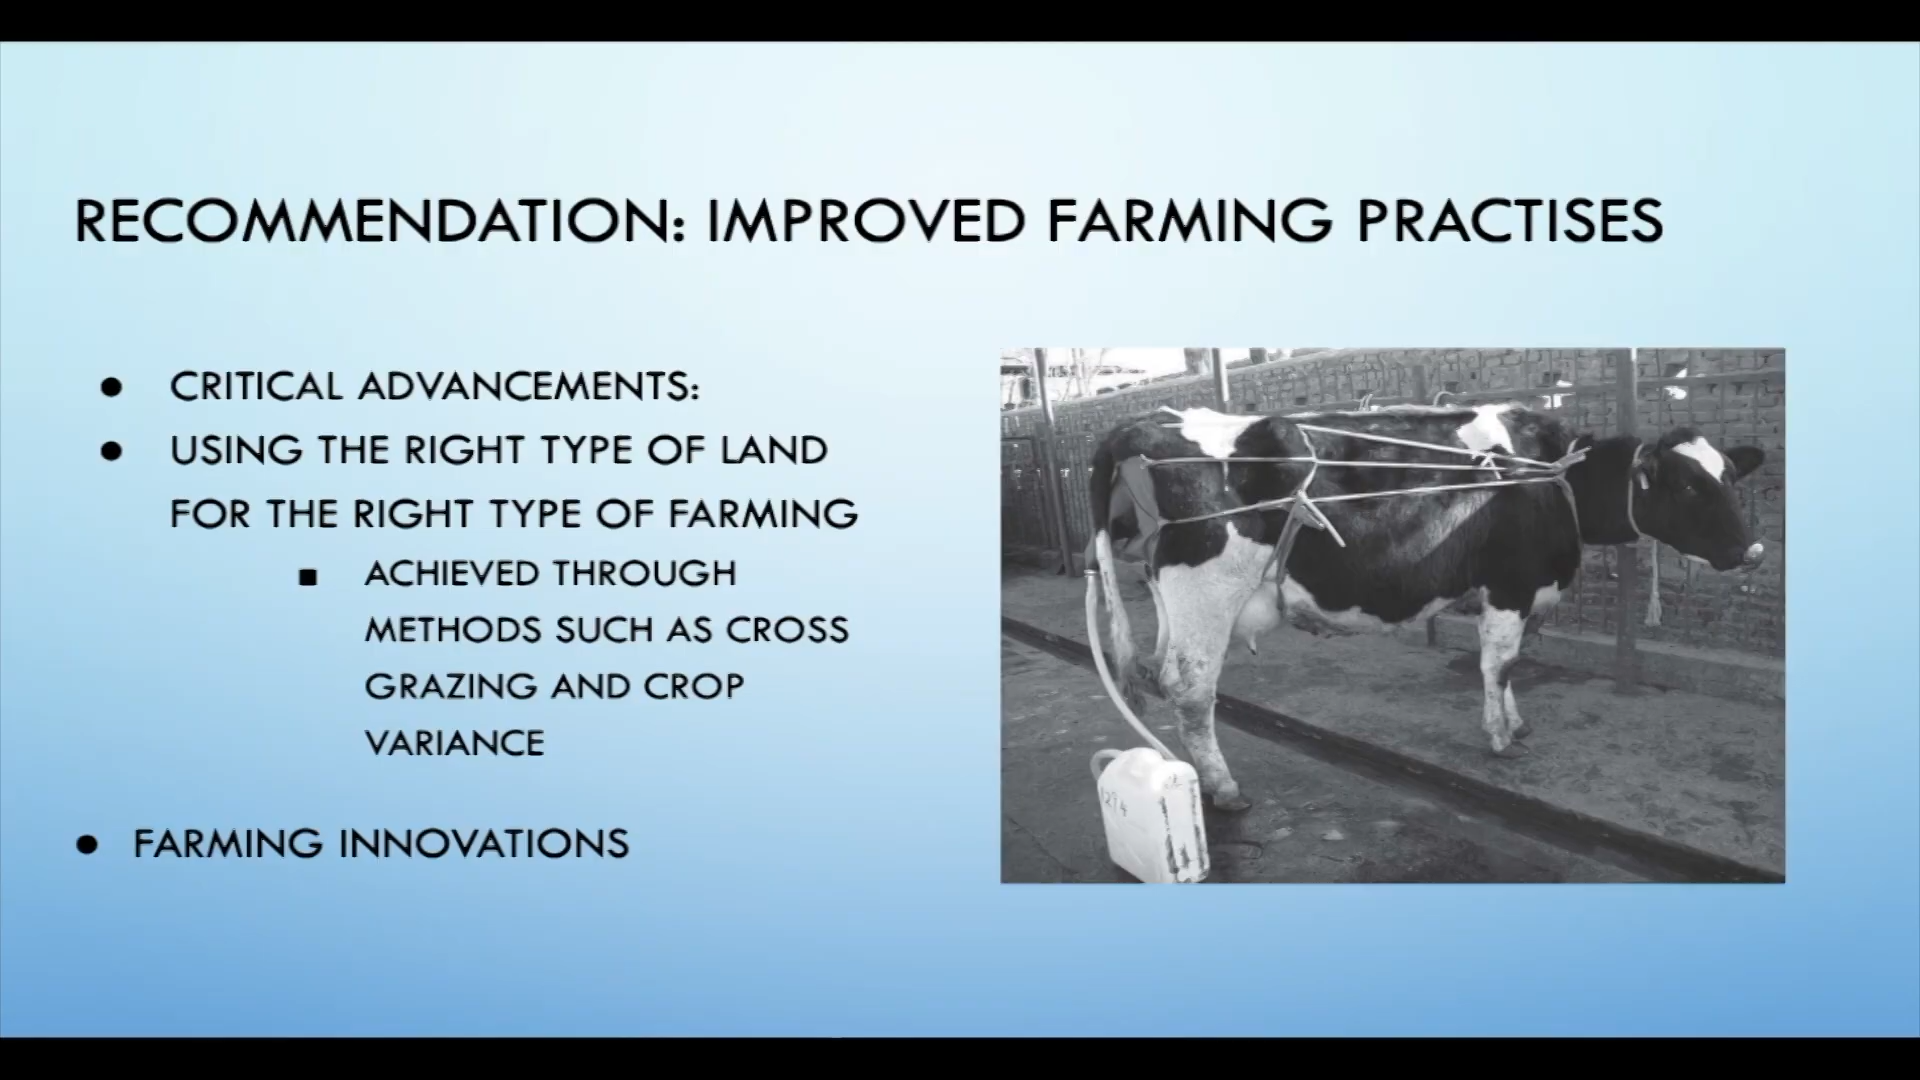 RECOMMENDATION: IMPROVED FARMING PRACTISES
● CRITICAL ADVANCEMENTS:
● USING THE RIGHT TYPE OF LAND
FOR THE RIGHT TYPE OF FARMING
■ ACHIEVED THROUGH
METHODS SUCH AS CROSS
GRAZING AND CROP
VARIANCE
● FARMING INNOVATIONS
1274